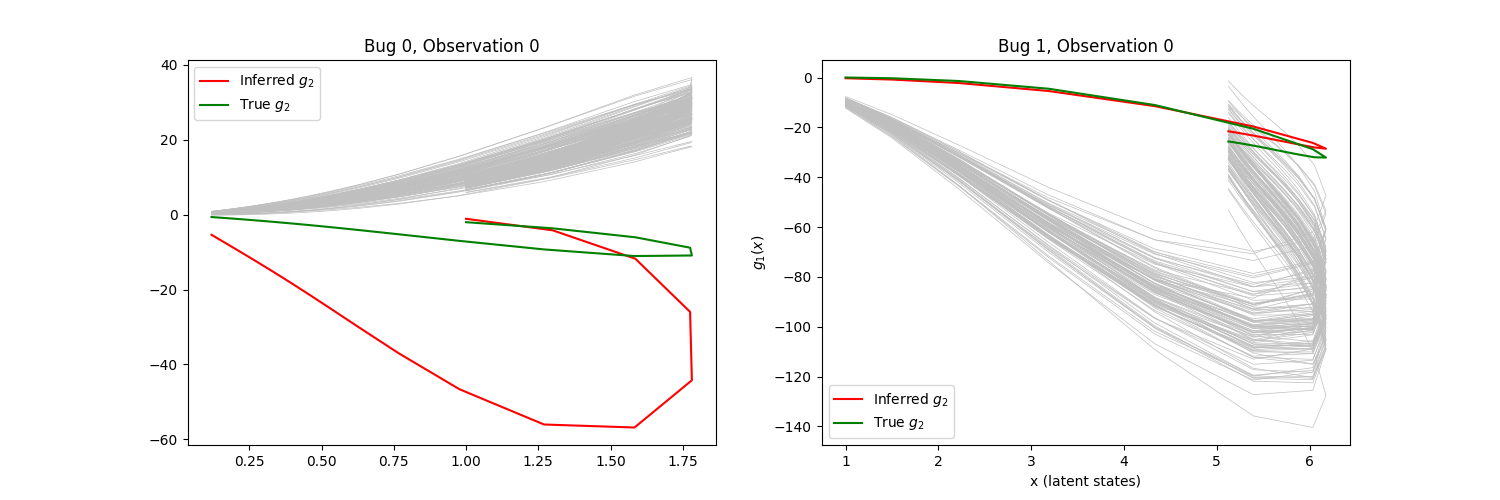 Bug 0, Observation 0
Inferred g₂
True g₂
40
20
0
−20
−40
−60
0.25 0.50 0.75 1.00 1.25 1.50 1.75
Bug 1, Observation 0
g₁(x)
0
−20
−40
−60
−80
−100
−120
−140
Inferred g₂
True g₂
1 2 3 4 5 6
x (latent states)